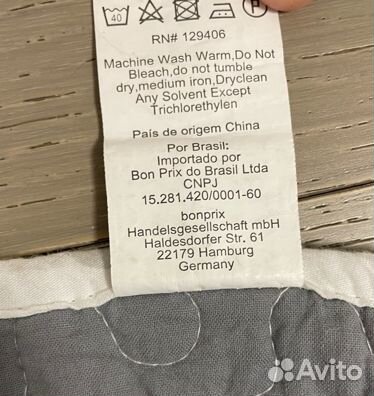 40 P
RN# 129406
Machine Wash Warm,Do Not
Bleach,do not tumble
dry,medium iron,Dryclean
Any Solvent Except
Trichlorethylen
País de origem China
Por Brasil:
Importado por
Bon Prix do Brasil Ltda
CNPJ
15.281.420/0001-60
bonprix
Handelsgesellschaft mbH
Haldesdorfer Str. 61
22179 Hamburg
Germany
Avito